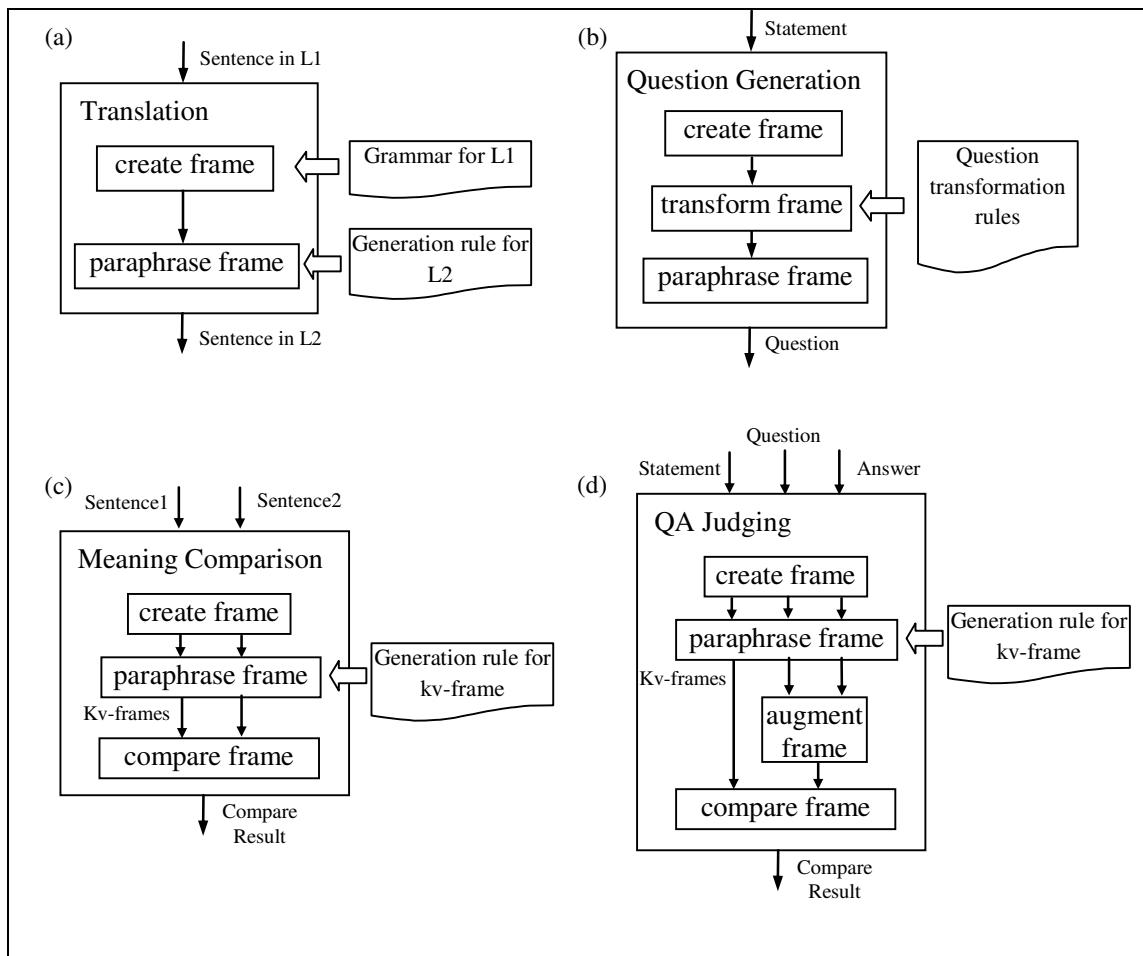 (a)
Sentence in L1
Translation
create frame
Grammar for L1
paraphrase frame
Generation rule for
L2
Sentence in L2
(b)
Statement
Question Generation
create frame
transform frame
Question
transformation
rules
paraphrase frame
Question
(c)
Sentence1
Sentence2
Meaning Comparison
create frame
paraphrase frame
Generation rule for
kv-frame
Kv-frames
compare frame
Compare
Result
(d)
Question
Statement
Answer
QA Judging
create frame
paraphrase frame
Generation rule for
kv-frame
Kv-frames
augment
frame
compare frame
Compare
Result